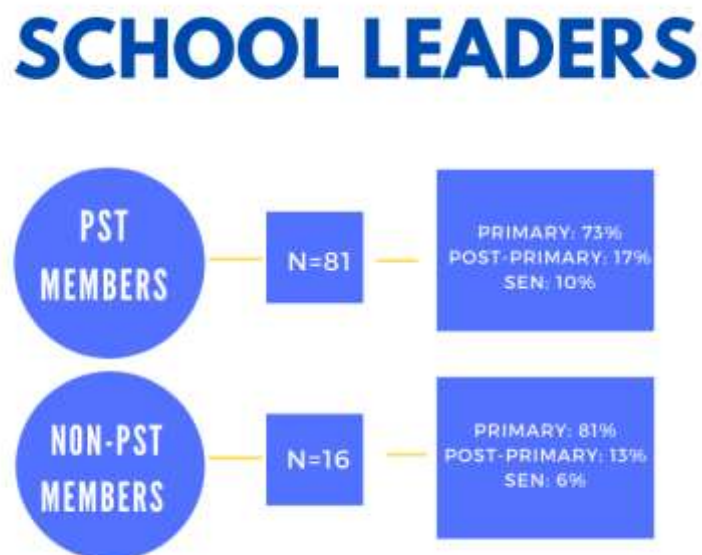 SCHOOL LEADERS
PST
MEMBERS
N=81
PRIMARY: 73%
POST-PRIMARY: 17%
SEN: 10%
NON-PST
MEMBERS
N=16
PRIMARY: 81%
POST-PRIMARY: 13%
SEN: 6%